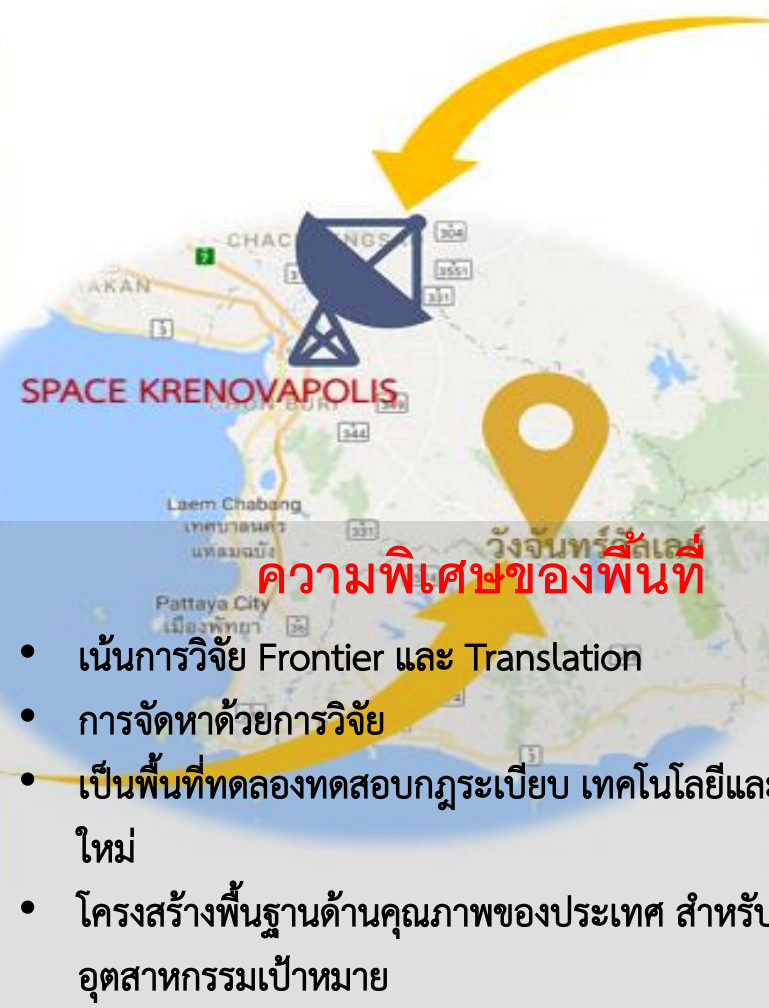 304
7
3551
331
AKAN
3
SPACE KRENOVAPOLIS
344
Laem Chabang
เทศบาลนคร
แหลมฉบัง
331
วังจันทร์วัลเลย์
ความพิเศษของพื้นที่
Pattaya City
เมืองพัทยา
36
• เน้นการวิจัย Frontier และ Translation
• การจัดหาด้วยการวิจัย
• เป็นพื้นที่ทดลองทดสอบกฎระเบียบ เทคโนโลยีและ
ใหม่
3
• โครงสร้างพื้นฐานด้านคุณภาพของประเทศ สำหรับ
อุตสาหกรรมเป้าหมาย